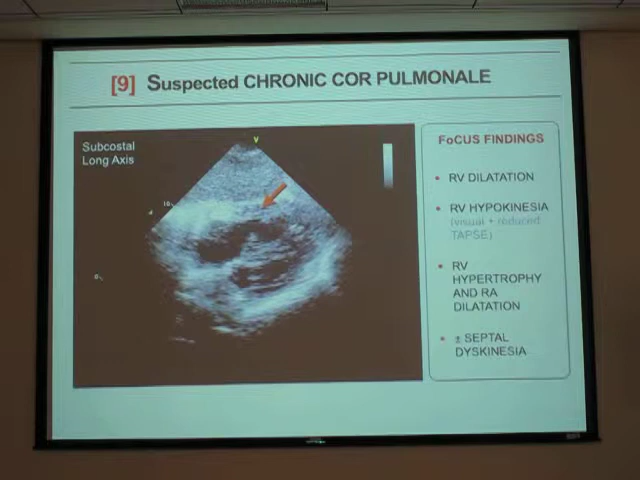 [9] Suspected CHRONIC COR PULMONALE
Subcostal
Long Axis
V
FoCUS FINDINGS
• RV DILATATION
• RV HYPOKINESIA
(visual + reduced
TAPSE)
• RV
HYPERTROPHY
AND RA
DILATATION
• ± SEPTAL
DYSKINESIA